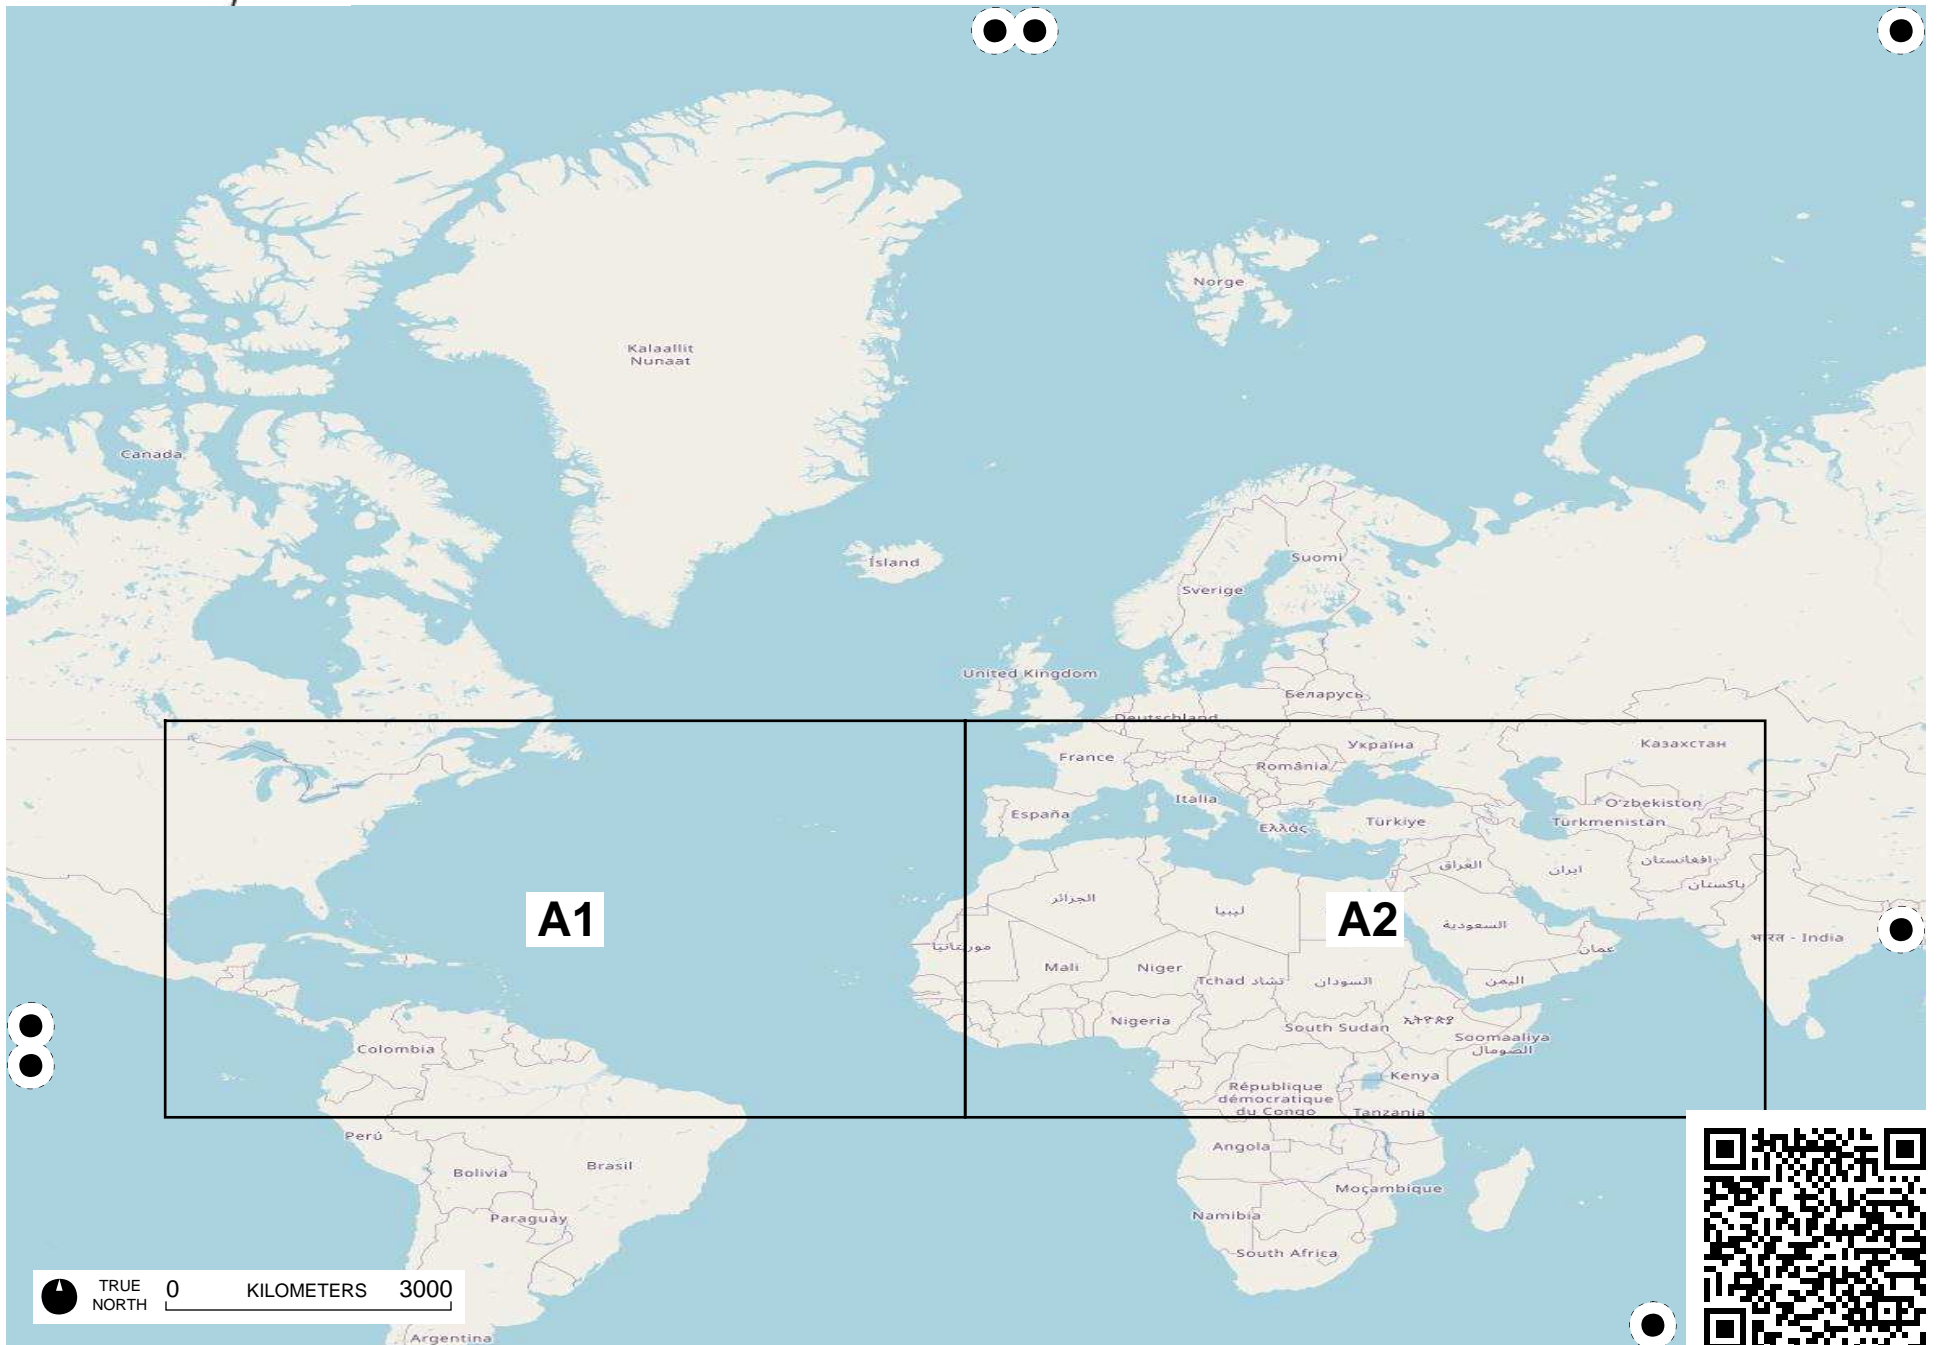 Norge
Kalaallit
Nunaat
Canada
Ísland
Suomi
Sverige
United Kingdom
Беларусь
Deutschland
Україна
Казахстан
France
România
Italia
O'zbekiston
España
Türkiye
Türkmenistan
Ελλάς
العراق
ایران
افغانستان
پاکستان
الجزائر
ليبيا
A1
A2
السعودية
موريتانيا
عمان
भारत - India
Mali
Niger
Tchad تشاد
السودان
اليمن
Nigeria
South Sudan
ኢትዮጵያ
Soomaaliya
الصومال
Colombia
Kenya
République
démocratique
du Congo
Tanzania
Perú
Angola
Bolivia
Brasil
Moçambique
Paraguay
Namibia
South Africa
TRUE
NORTH
0 KILOMETERS 3000
Argentina